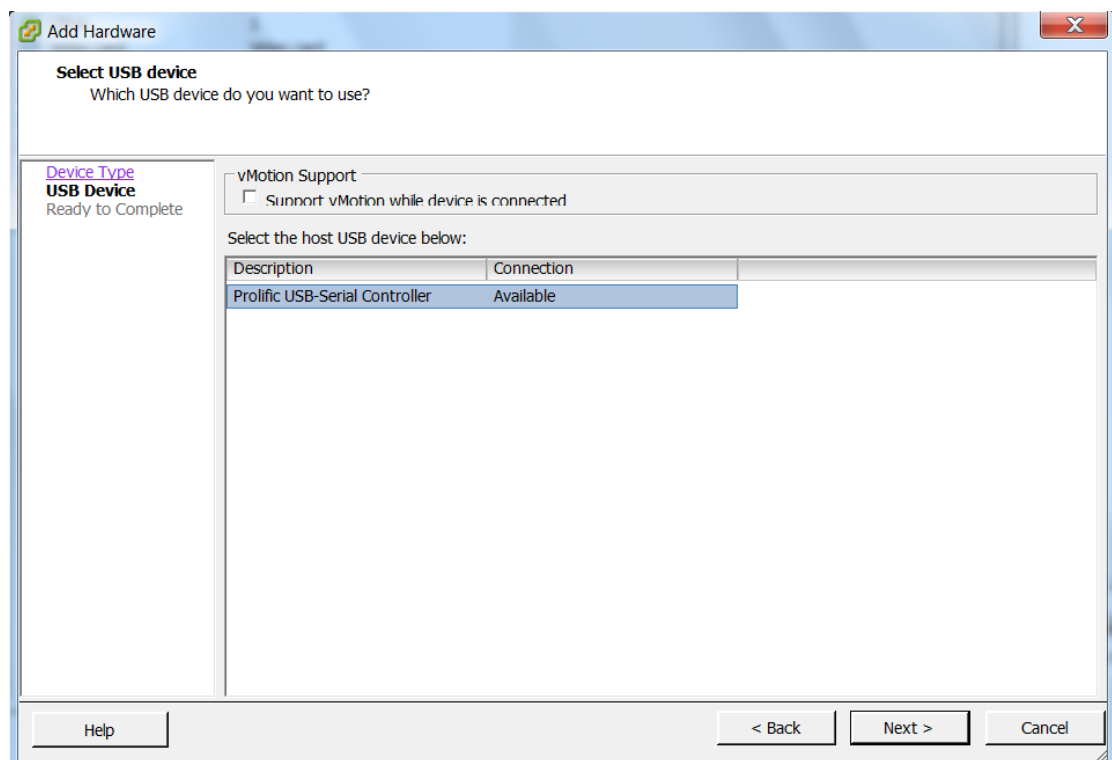 Add Hardware
Select USB device
Which USB device do you want to use?
Device Type
USB Device
Ready to Complete
vMotion Support
Support vMotion while device is connected
Select the host USB device below:
Description Connection
Prolific USB-Serial Controller Available
Help < Back Next > Cancel